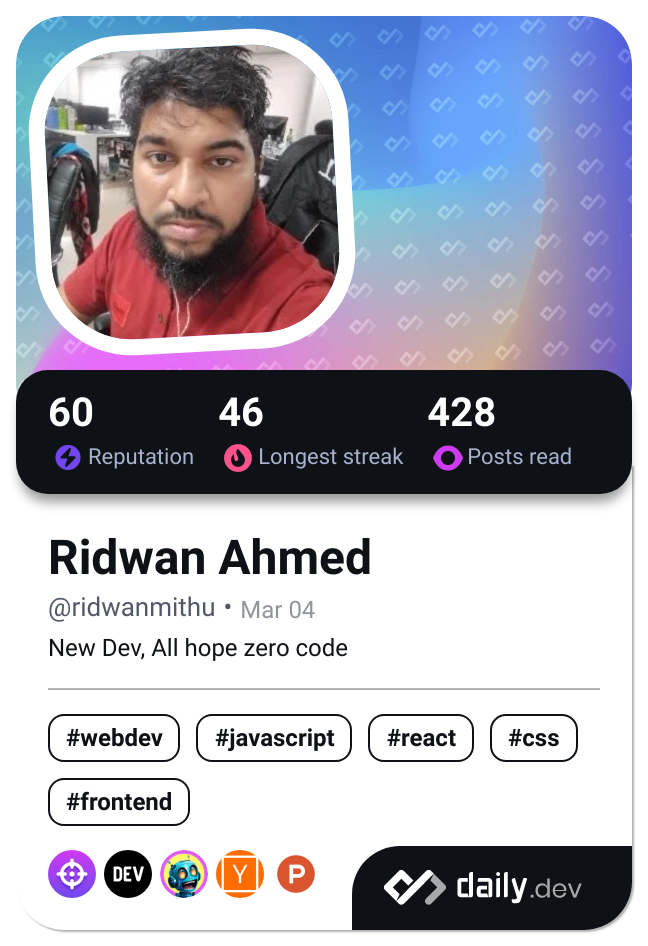 60 46 428
Reputation Longest streak Posts read
Ridwan Ahmed
@ridwanmithu • Mar 04
New Dev, All hope zero code
#webdev #javascript #react #css
#frontend
DEV Y P
daily.dev